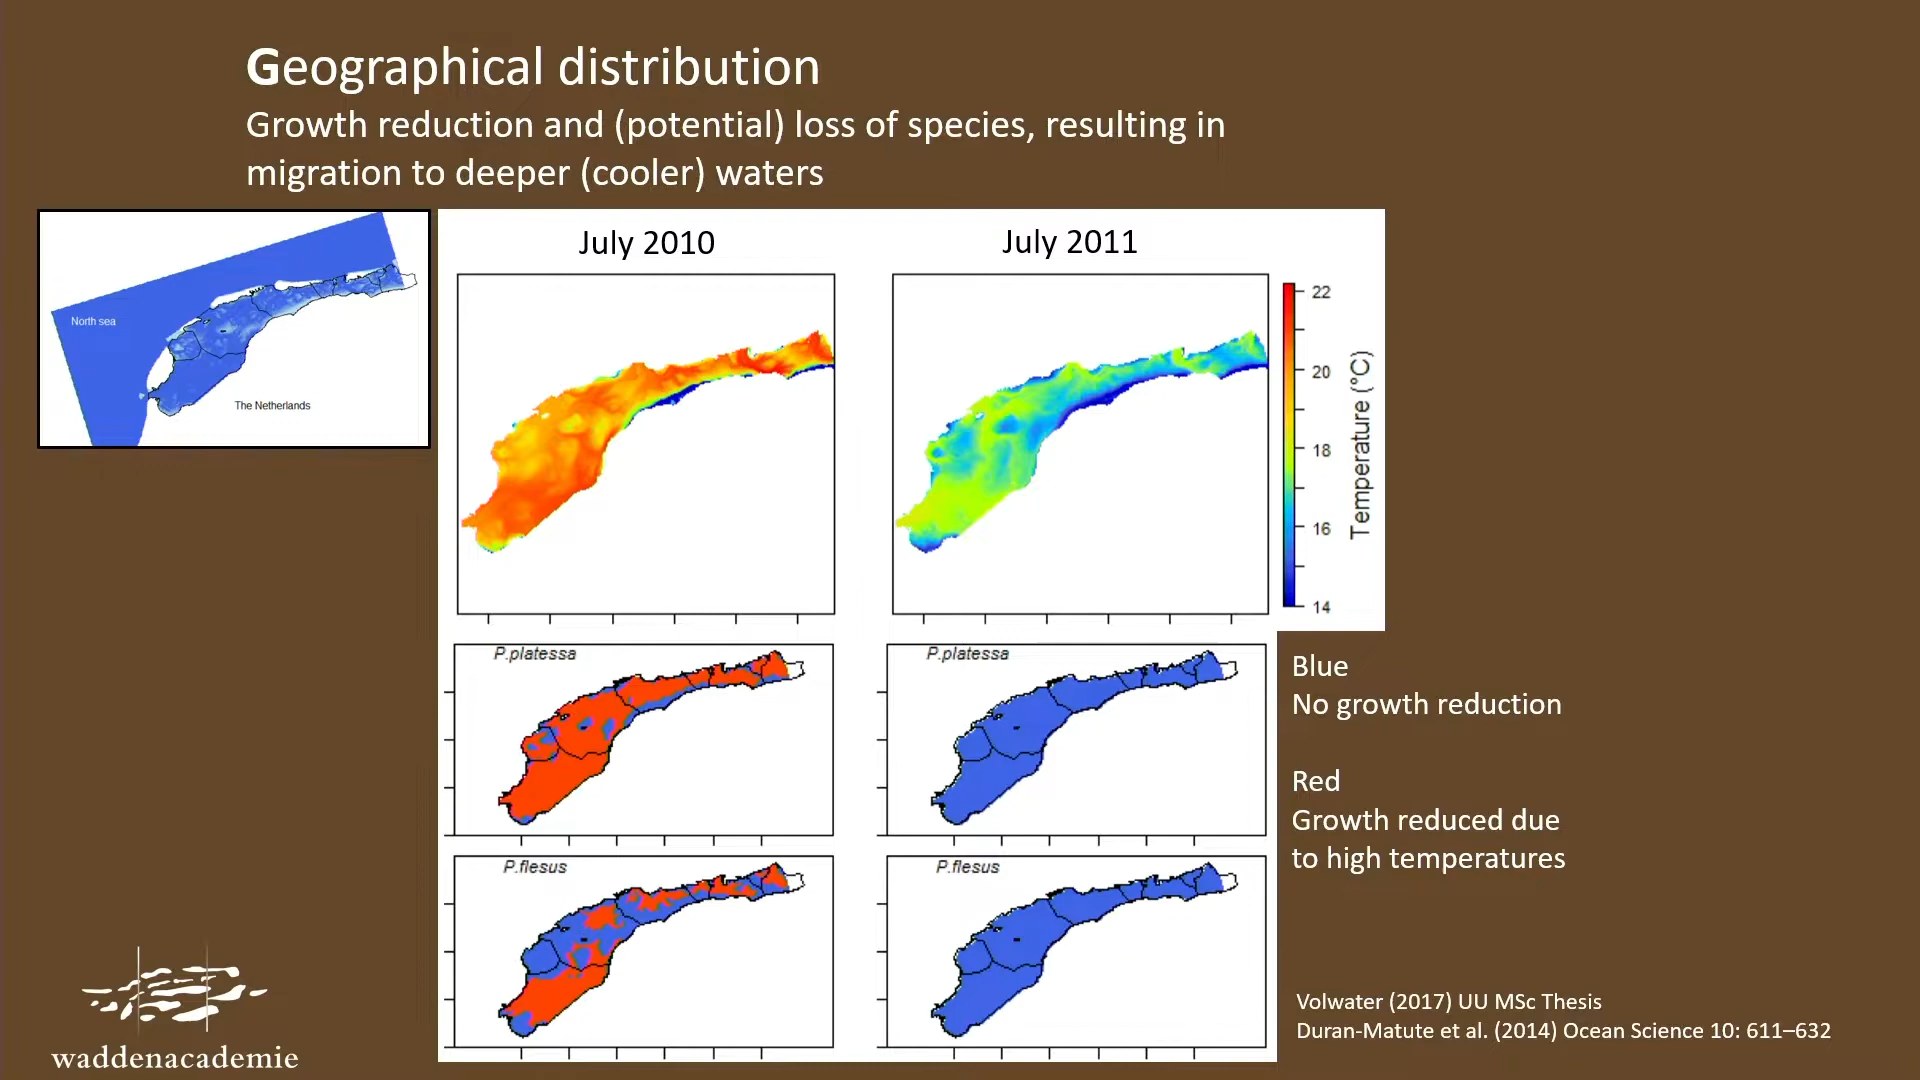 Geographical distribution
Growth reduction and (potential) loss of species, resulting in
migration to deeper (cooler) waters
North sea
The Netherlands
July 2010
July 2011
22
20
18
16
14
Temperature (°C)
P.platessa
P.platessa
P.flesus
P.flesus
Blue
No growth reduction
Red
Growth reduced due
to high temperatures
Volwater (2017) UU MSc Thesis
Duran-Matute et al. (2014) Ocean Science 10: 611–632
waddenacademie